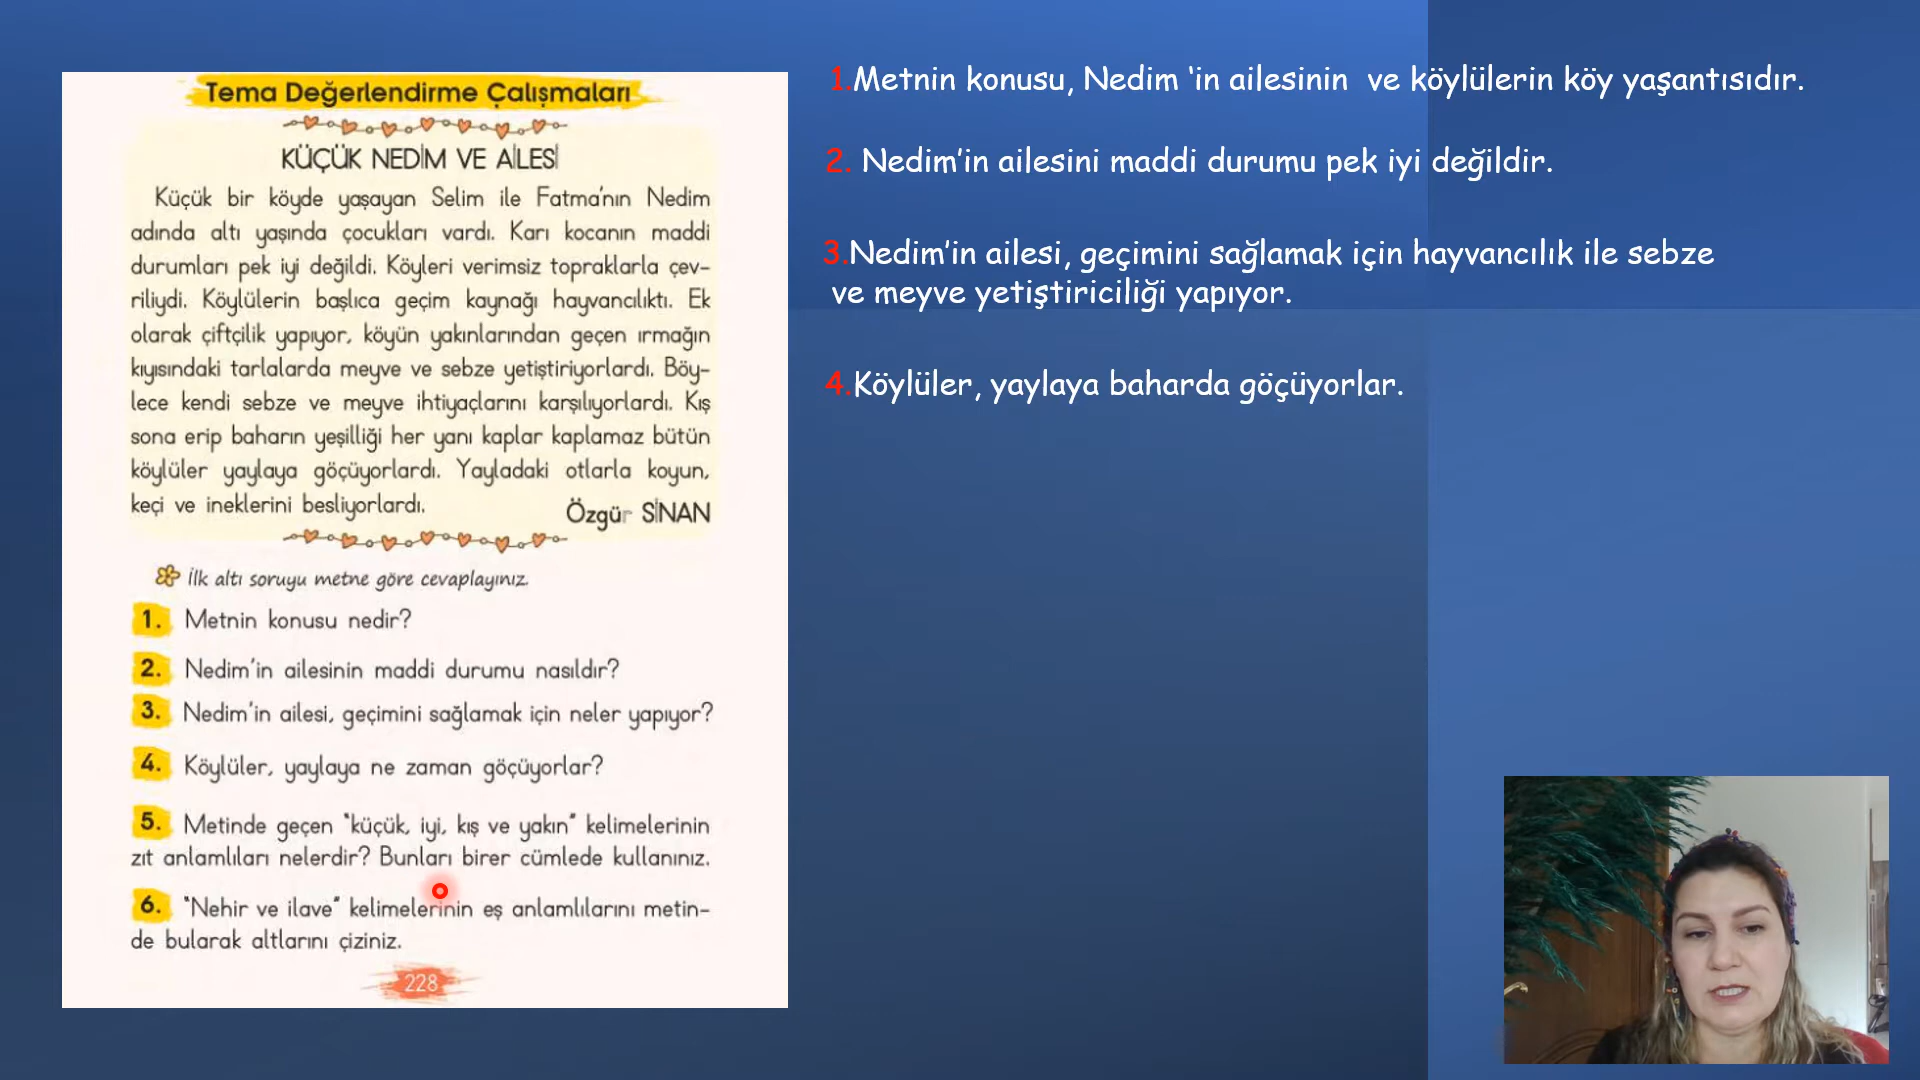 Tema Değerlendirme Çalışmaları
KÜÇÜK NEDİM VE AİLESİ
Küçük bir köyde yaşayan Selim ile Fatma'nın Nedim
adında altı yaşında çocukları vardı. Karı kocanın maddi
durumları pek iyi değildi. Köyleri verimsiz topraklarla çev-
riliydi. Köylülerin başlıca geçim kaynağı hayvancılıktı. Ek
olarak çiftçilik yapıyor, köyün yakınlarından geçen ırmağın
kıyısındaki tarlalarda meyve ve sebze yetiştiriyorlardı. Böy-
lece kendi sebze ve meyve ihtiyaçlarını karşılıyorlardı. Kış
sona erip baharın yeşilliği her yanı kaplar kaplamaz bütün
köylüler yaylaya göçüyorlardı. Yayladaki otlarla koyun,
keçi ve ineklerini besliyorlardı.
Özgür SİNAN
İlk altı soruyu metne göre cevaplayınız.
1. Metnin konusu nedir?
2. Nedim'in ailesinin maddi durumu nasıldır?
3. Nedim'in ailesi, geçimini sağlamak için neler yapıyor?
4. Köylüler, yaylaya ne zaman göçüyorlar?
5. Metinde geçen "küçük, iyi, kış ve yakın" kelimelerinin
zıt anlamlıları nelerdir? Bunları birer cümlede kullanınız.
6. "Nehir ve ilave" kelimelerinin eş anlamlılarını metin-
de bularak altlarını çiziniz.
228
1.Metnin konusu, Nedim 'in ailesinin ve köylülerin köy yaşantısıdır.
2. Nedim'in ailesini maddi durumu pek iyi değildir.
3.Nedim'in ailesi, geçimini sağlamak için hayvancılık ile sebze
ve meyve yetiştiriciliği yapıyor.
4.Köylüler, yaylaya baharda göçüyorlar.